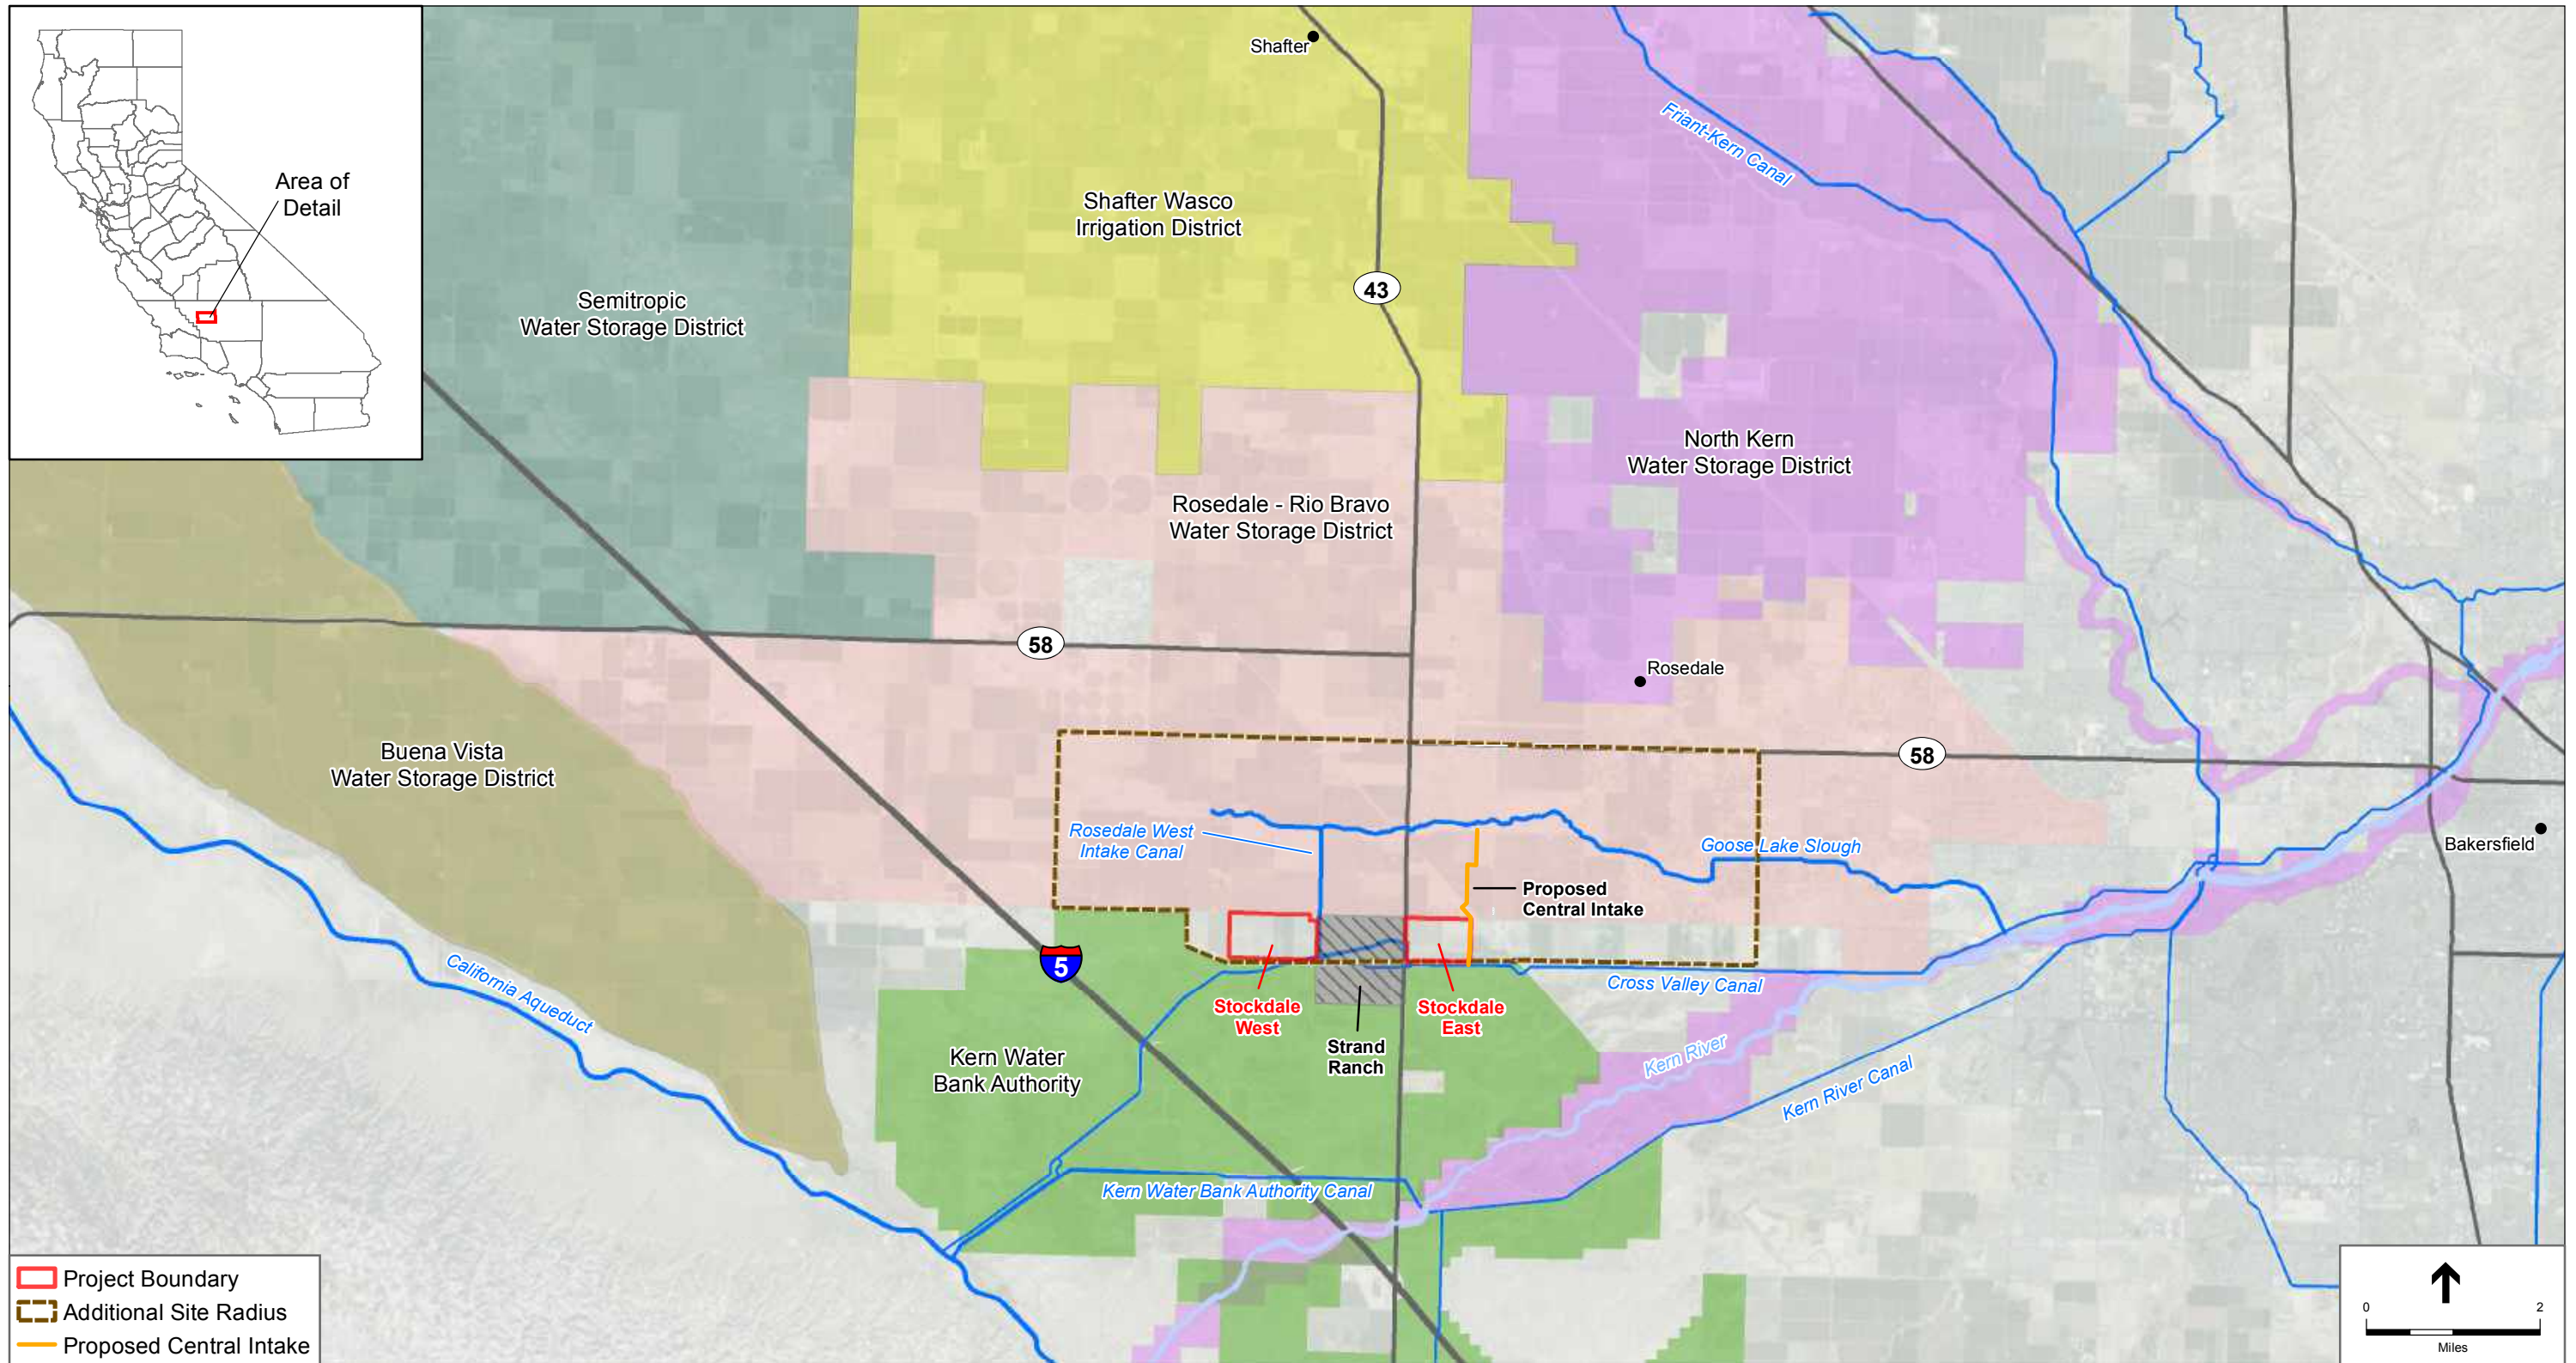 Area of
Detail
Shafter
Friant-Kern Canal
Shafter Wasco
Irrigation District
43
Semitropic
Water Storage District
North Kern
Water Storage District
Rosedale - Rio Bravo
Water Storage District
58
Rosedale
Buena Vista
Water Storage District
58
Rosedale West
Intake Canal
Goose Lake Slough
Bakersfield
Proposed
Central Intake
5
California Aqueduct
Stockdale
West
Stockdale
East
Cross Valley Canal
Strand
Ranch
Kern Water
Bank Authority
Kern River
Kern River Canal
Kern Water Bank Authority Canal
Project Boundary
Additional Site Radius
Proposed Central Intake
0 2
Miles